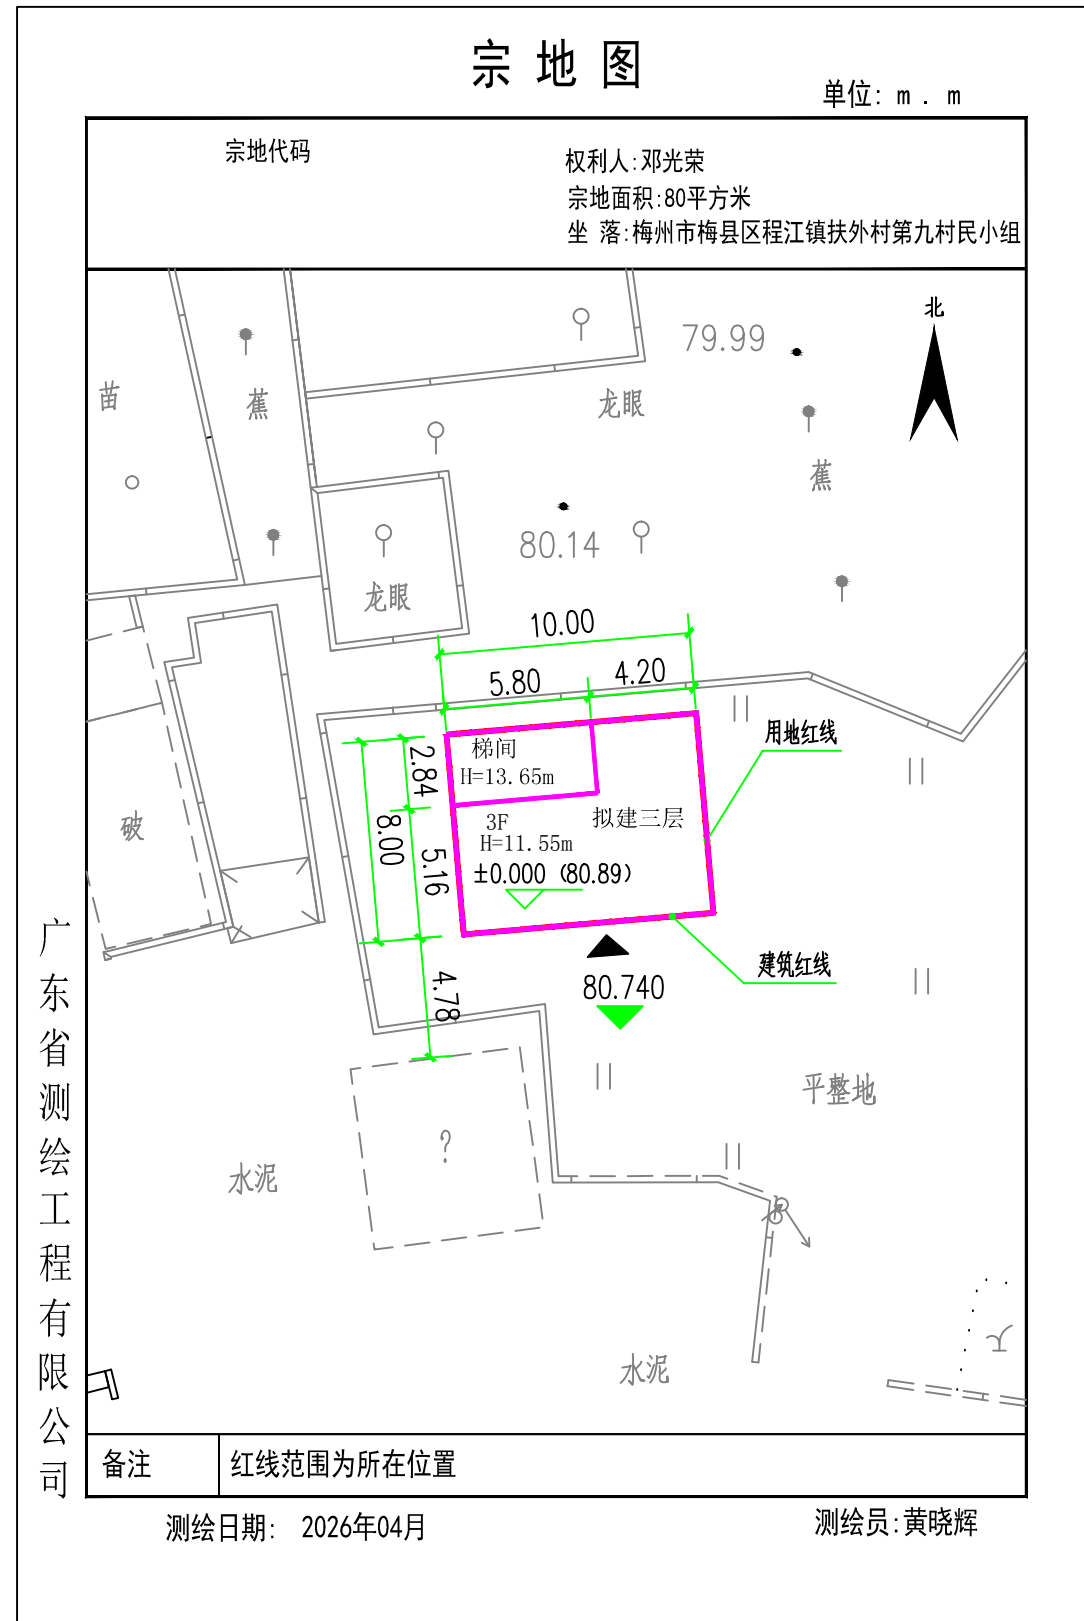 宗 地 图
单位: m . m
宗地代码
权利人:邓光荣
宗地面积:80平方米
坐 落:梅州市梅县区程江镇扶外村第九村民小组
北
79.99
苗
蕉
龙眼
蕉
80.14
龙眼
10.00
5.80
4.20
用地红线
梯间
H=13.65m
2.84
8.00
破
3F
拟建三层
H=11.55m
5.16
±0.000 (80.89)
建筑红线
4.78
80.740
平整地
?
水泥
水泥
广东省测绘工程有限公司
备注
红线范围为所在位置
测绘日期: 2026年04月
测绘员:黄晓辉